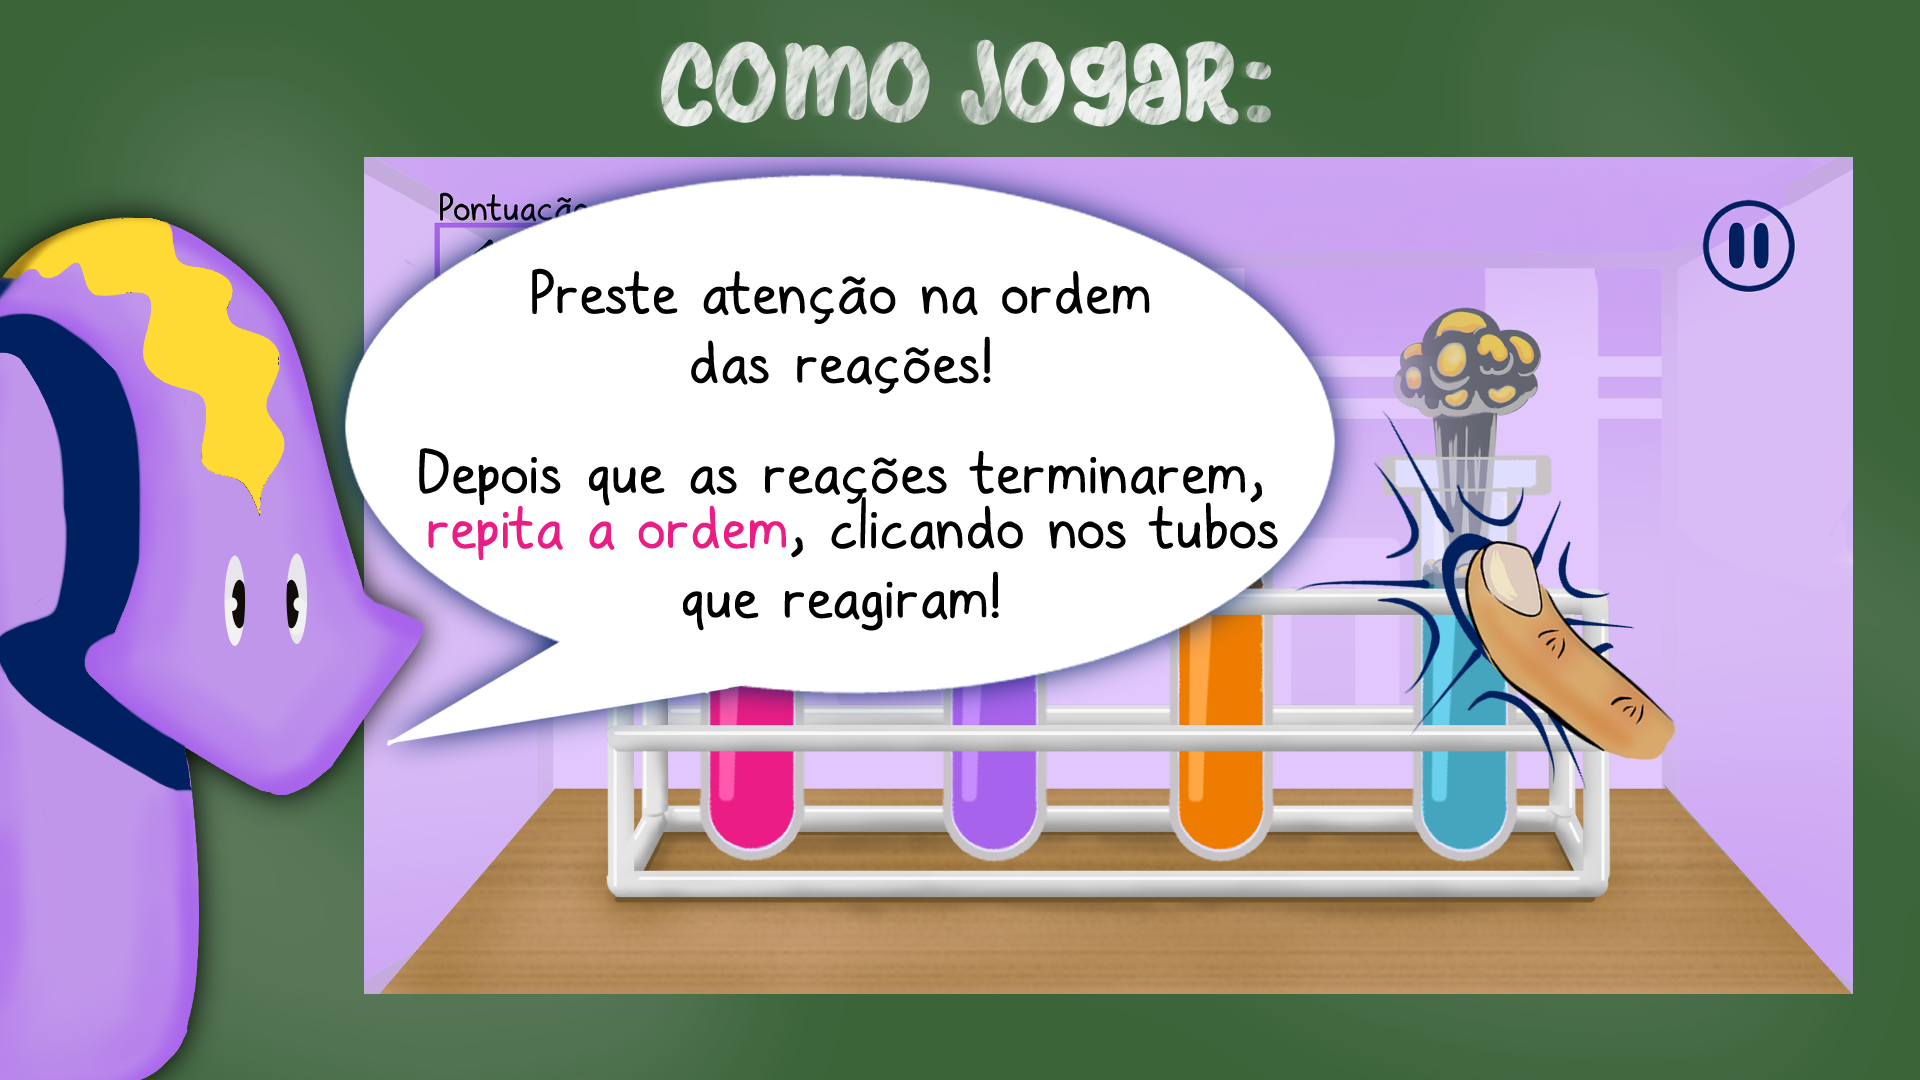 COMO JOGAR:
Pontuação
Preste atenção na ordem
das reações!
Depois que as reações terminarem,
repita a ordem, clicando nos tubos
que reagiram!